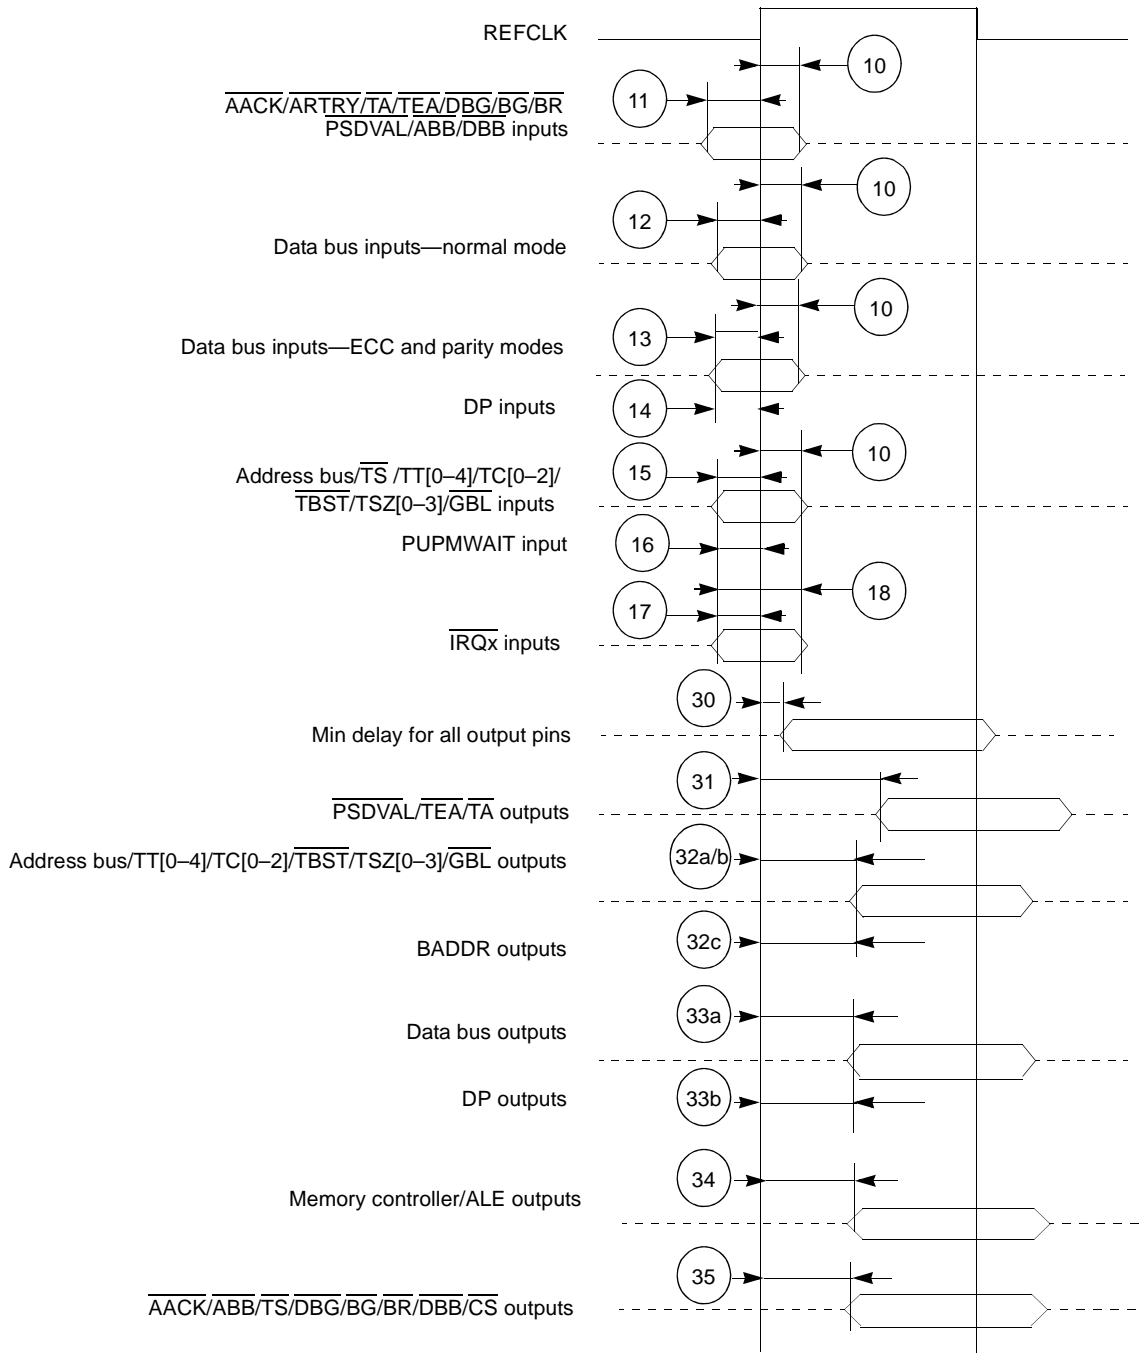 REFCLK
10
11
AACK/ARTRY/TA/TEA/DBG/BG/BR
PSDVAL/ABB/DBB inputs
10
12
Data bus inputs—normal mode
10
13
Data bus inputs—ECC and parity modes
DP inputs
14
10
15
Address bus/TS /TT[0–4]/TC[0–2]/
TBST/TSZ[0–3]/GBL inputs
PUPMWAIT input
16
18
17
IRQx inputs
30
Min delay for all output pins
31
PSDVAL/TEA/TA outputs
Address bus/TT[0–4]/TC[0–2]/TBST/TSZ[0–3]/GBL outputs
32a/b
BADDR outputs
32c
33a
Data bus outputs
DP outputs
33b
34
Memory controller/ALE outputs
35
AACK/ABB/TS/DBG/BG/BR/DBB/CS outputs